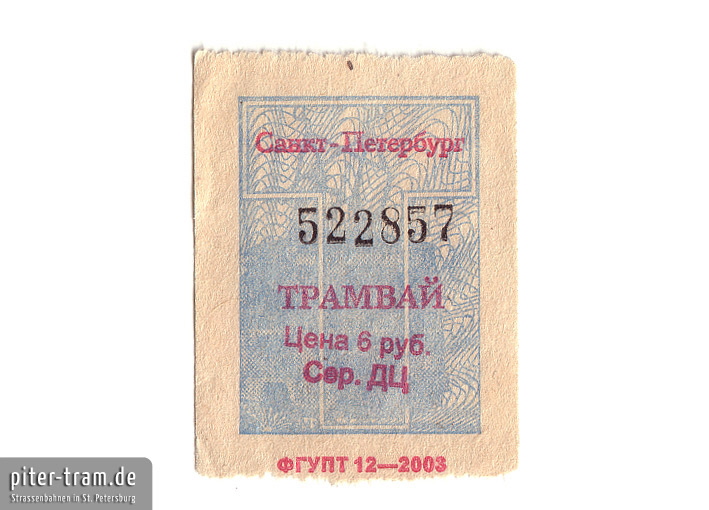 Санкт-Петербург
522857
ТРАМВАЙ
Цена 6 руб.
Сер. ДЦ
ФГУПТ 12—2003
piter-tram.de
Strassenbahnen in St. Petersburg